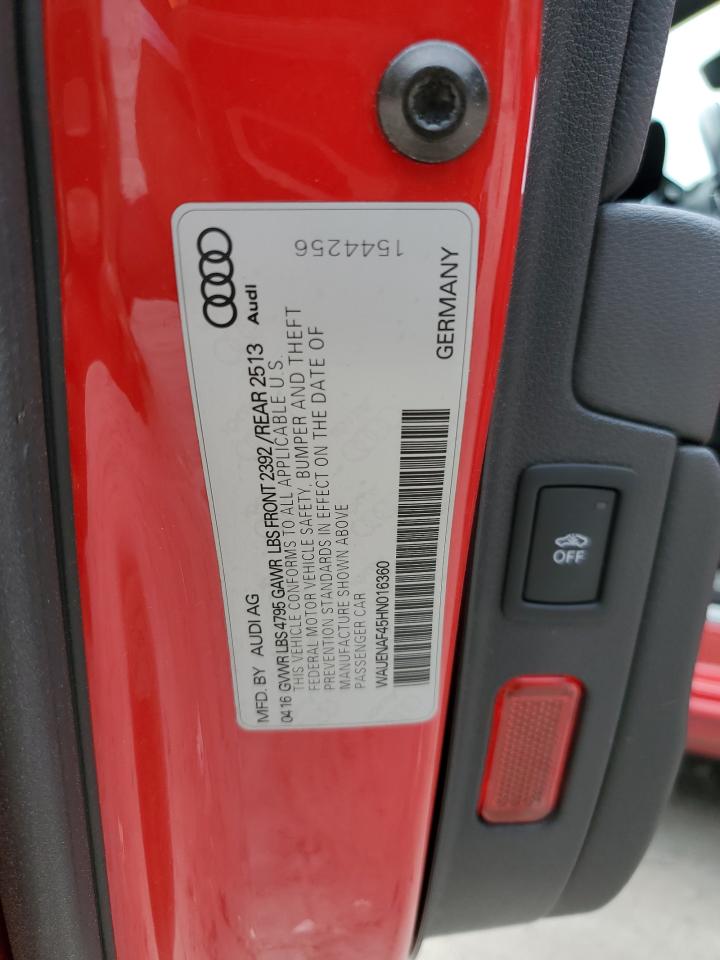 MFD. BY AUDI AG
Audi
1544256
04 16 GVWR LBS 4795 GAWR LBS FRONT 2392 / REAR 2513
THIS VEHICLE CONFORMS TO ALL APPLICABLE U.S.
FEDERAL MOTOR VEHICLE SAFETY, BUMPER AND THEFT
PREVENTION STANDARDS IN EFFECT ON THE DATE OF
MANUFACTURE SHOWN ABOVE
PASSENGER CAR
WAUENAF45HN016360
GERMANY
OFF